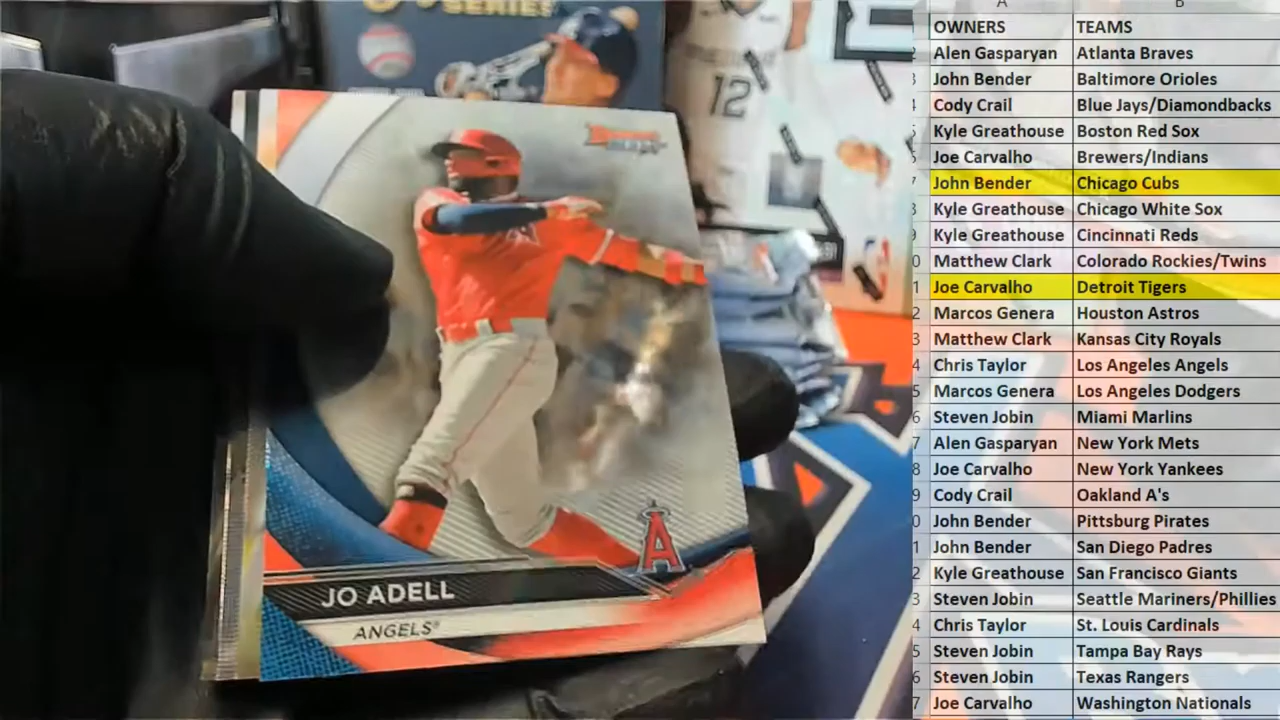 SERIES
12
Bowman's
BEST
JO ADELL
ANGELS®
A
A B
OWNERS TEAMS
Alen Gasparyan Atlanta Braves
John Bender Baltimore Orioles
Cody Crail Blue Jays/Diamondbacks
Kyle Greathouse Boston Red Sox
Joe Carvalho Brewers/Indians
John Bender Chicago Cubs
Kyle Greathouse Chicago White Sox
Kyle Greathouse Cincinnati Reds
Matthew Clark Colorado Rockies/Twins
Joe Carvalho Detroit Tigers
Marcos Genera Houston Astros
Matthew Clark Kansas City Royals
Chris Taylor Los Angeles Angels
Marcos Genera Los Angeles Dodgers
Steven Jobin Miami Marlins
Alen Gasparyan New York Mets
Joe Carvalho New York Yankees
Cody Crail Oakland A's
John Bender Pittsburg Pirates
John Bender San Diego Padres
Kyle Greathouse San Francisco Giants
Steven Jobin Seattle Mariners/Phillies
Chris Taylor St. Louis Cardinals
Steven Jobin Tampa Bay Rays
Steven Jobin Texas Rangers
Joe Carvalho Washington Nationals